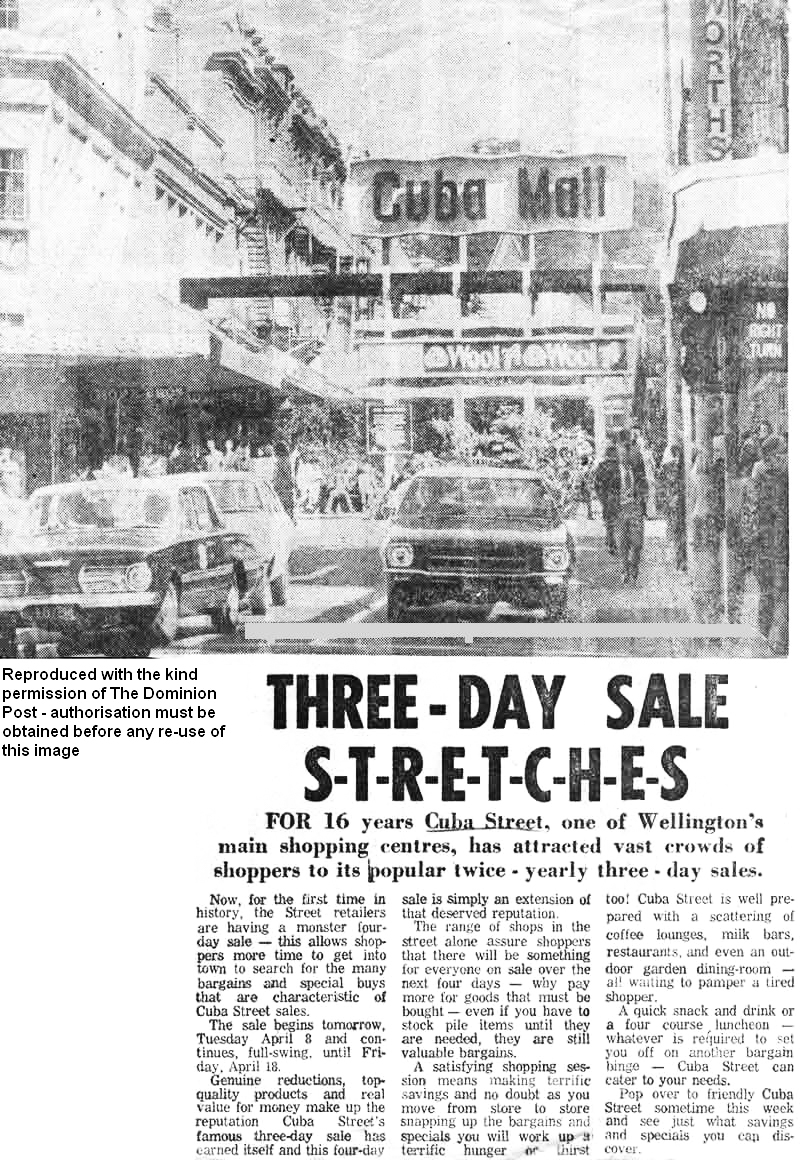 WORTHS
Cuba Mall
NO
RIGHT
TURN
Wool Wool
Reproduced with the kind
permission of The Dominion
Post - authorisation must be
obtained before any re-use of
this image
THREE-DAY SALE
S-T-R-E-T-C-H-E-S
FOR 16 years Cuba Street, one of Wellington's
main shopping centres, has attracted vast crowds of
shoppers to its popular twice - yearly three - day sales.
Now, for the first time in
history, the Street retailers
are having a monster four-
day sale — this allows shop-
pers more time to get into
town to search for the many
bargains and special buys
that are characteristic of
Cuba Street sales.
The sale begins tomorrow,
Tuesday April 8 and con-
tinues, full-swing, until Fri-
day, April 18.
Genuine reductions, top-
quality products and real
value for money make up the
reputation Cuba Street's
famous three-day sale has
earned itself and this four-day
sale is simply an extension of
that deserved reputation.
The range of shops in the
street alone assure shoppers
that there will be something
for everyone on sale over the
next four days — why pay
more for goods that must be
bought — even if you have to
stock pile items until they
are needed, they are still
valuable bargains.
A satisfying shopping ses-
sion means making terrific
savings and no doubt as you
move from store to store
snapping up the bargains and
specials you will work up a
terrific hunger or thirst
too! Cuba Street is well pre-
pared with a scattering of
coffee lounges, milk bars,
restaurants, and even an out-
door garden dining-room —
all waiting to pamper a tired
shopper.
A quick snack and drink or
a four course luncheon —
whatever is required to set
you off on another bargain
binge — Cuba Street can
cater to your needs.
Pop over to friendly Cuba
Street sometime this week
and see just what savings
and specials you can dis-
cover.